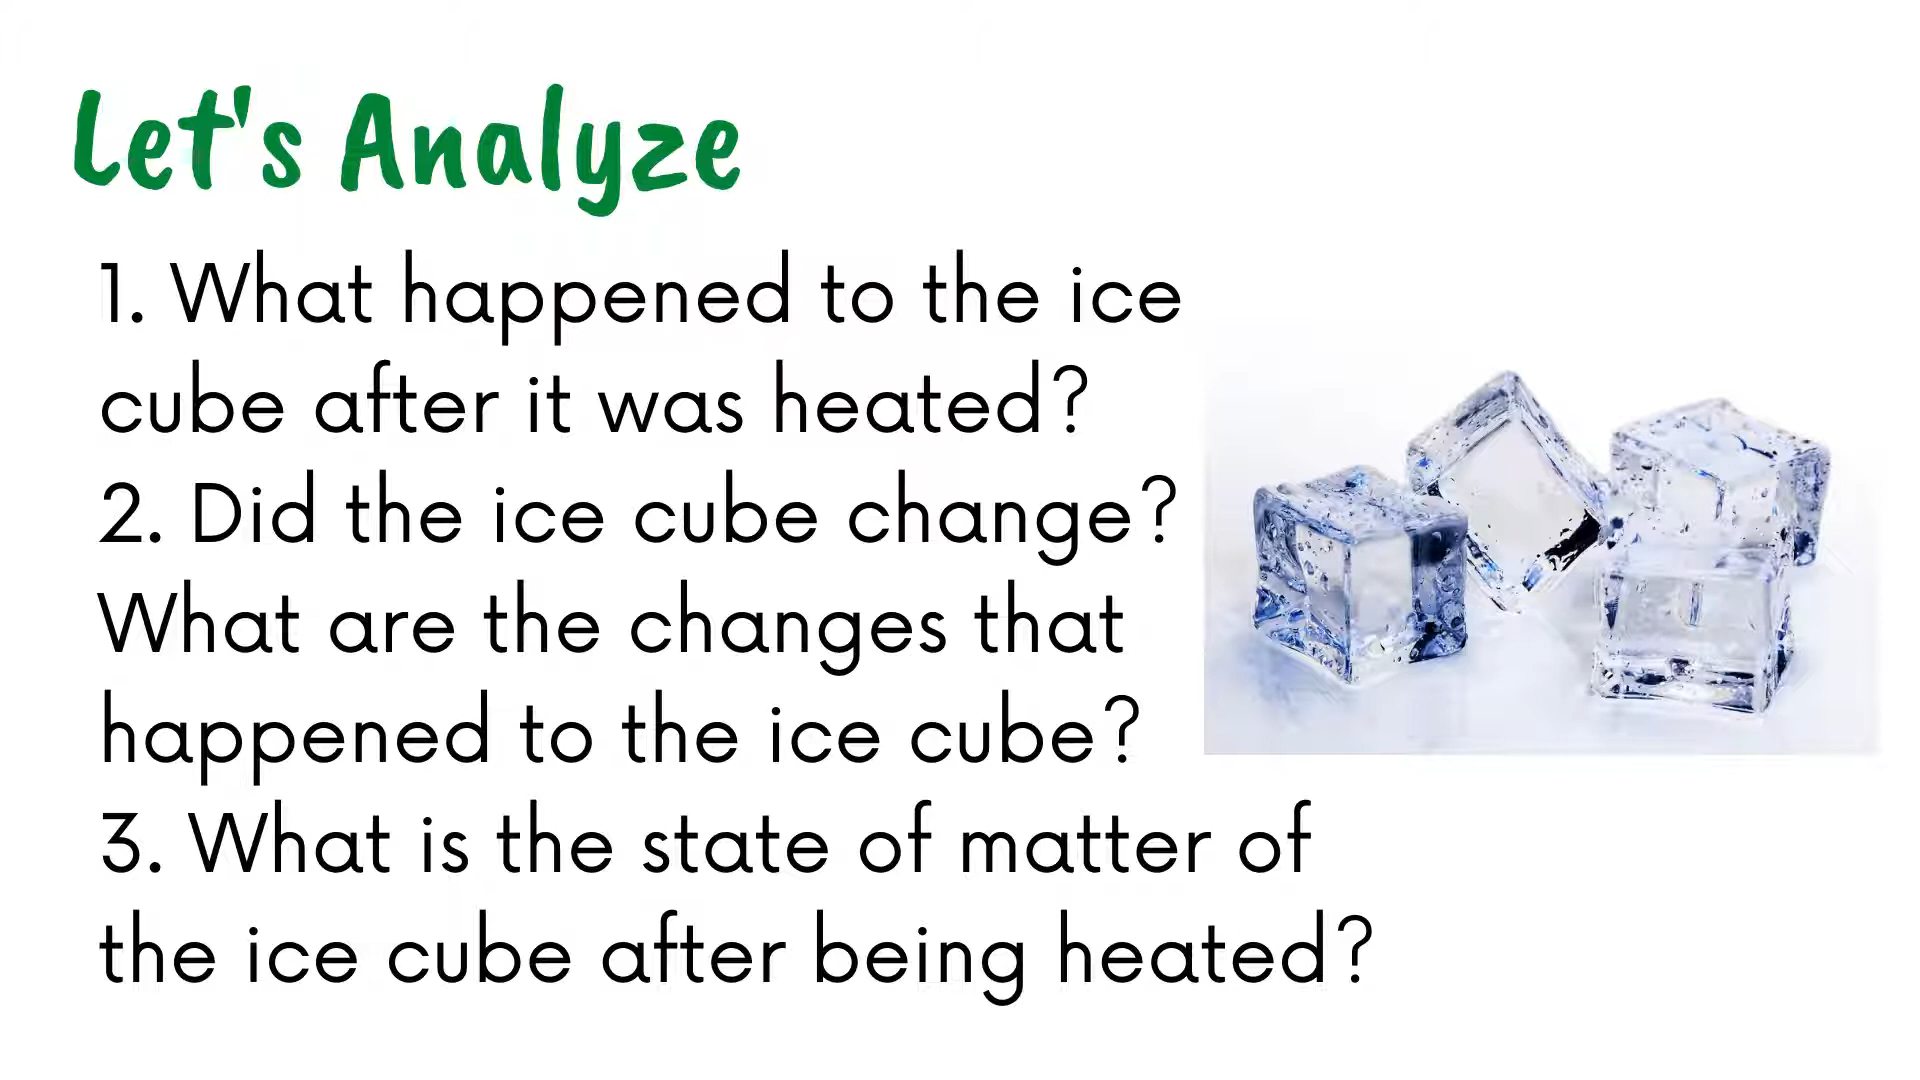 Let's Analyze
1. What happened to the ice
cube after it was heated?
2. Did the ice cube change?
What are the changes that
happened to the ice cube?
3. What is the state of matter of
the ice cube after being heated?